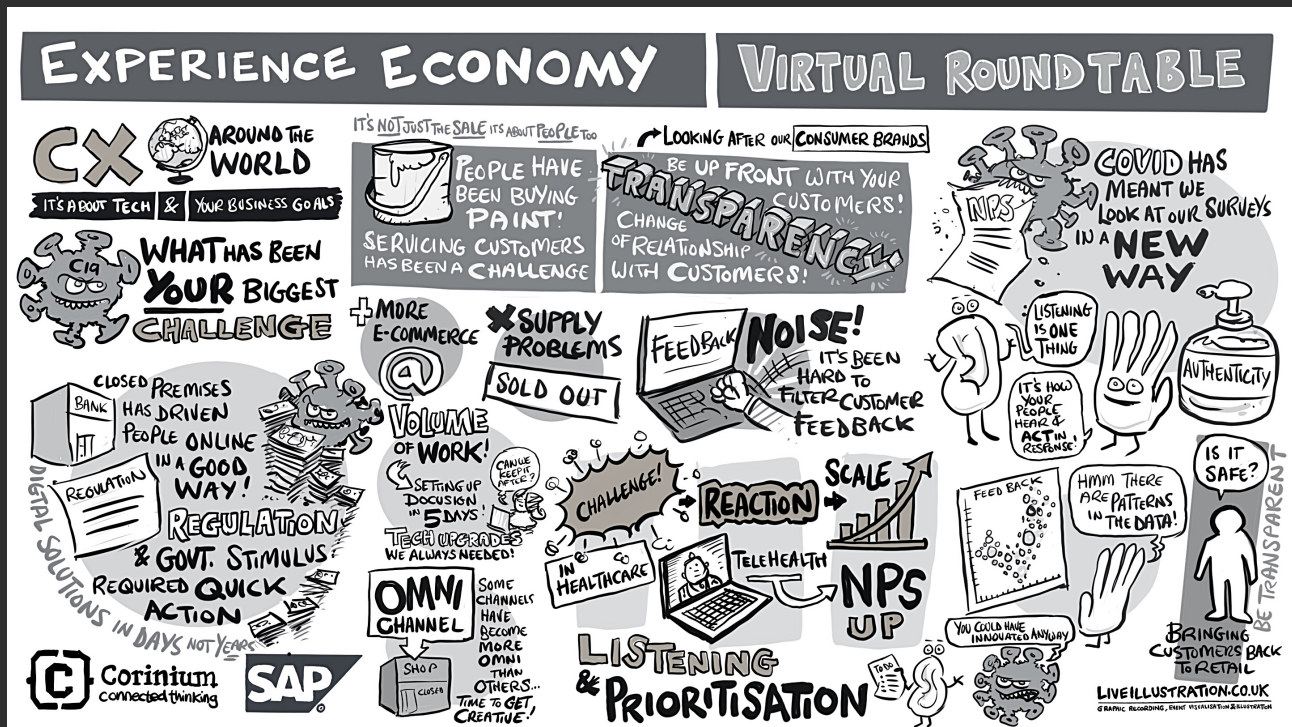 EXPERIENCE ECONOMY
VIRTUAL ROUNDTABLE
CX
AROUND THE
WORLD
IT'S ABOUT TECH & YOUR BUSINESS GOALS
C19
WHAT HAS BEEN
YOUR BIGGEST
CHALLENGE
BANK
CLOSED PREMISES
HAS DRIVEN
PEOPLE ONLINE
IN A GOOD
WAY!
REGULATION
REGULATION
& GOVT. STIMULUS
REQUIRED QUICK
ACTION
DIGITAL SOLUTIONS IN DAYS NOT YEARS
Corinium
connected thinking
SAP
IT'S NOT JUST THE SALE ITS ABOUT PEOPLE TOO
PEOPLE HAVE
BEEN BUYING
PAINT!
SERVICING CUSTOMERS
HAS BEEN A CHALLENGE
LOOKING AFTER OUR CONSUMER BRANDS
BE UP FRONT WITH YOUR
CUSTOMERS!
TRANSPARENCY
CHANGE
OF RELATIONSHIP
WITH CUSTOMERS!
+ MORE
E-COMMERCE
@
X SUPPLY
PROBLEMS
SOLD OUT
FEEDBACK
NOISE!
IT'S BEEN
HARD TO
FILTER CUSTOMER
FEEDBACK
VOLUME
OF WORK!
SETTING UP
DOCUSIGN
IN 5 DAYS!
CAN WE
KEEP IT
AFTER?
TECH UPGRADES
WE ALWAYS NEEDED!
OMNI
CHANNEL
SHOP
CLOSED
SOME
CHANNELS
HAVE
BECOME
MORE
OMNI
THAN
OTHERS...
TIME TO GET
CREATIVE!
CHALLENGE!
REACTION
SCALE
IN
HEALTHCARE
TELEHEALTH
NPS
UP
LISTENING
& PRIORITISATION
NPS
COVID HAS
MEANT WE
LOOK AT OUR SURVEYS
IN A NEW
WAY
LISTENING
IS ONE
THING
IT'S HOW
YOUR
PEOPLE
HEAR &
ACT IN
RESPONSE!
AUTHENTICITY
FEED BACK
HMM THERE
ARE PATTERNS
IN THE DATA!
IS IT
SAFE?
BE TRANSPARENT
BRINGING
CUSTOMERS BACK
TO RETAIL
TO DO
YOU COULD HAVE
INNOVATED ANYWAY
LIVEILLUSTRATION.CO.UK
GRAPHIC RECORDING, EVENT VISUALISATION & ILLUSTRATION